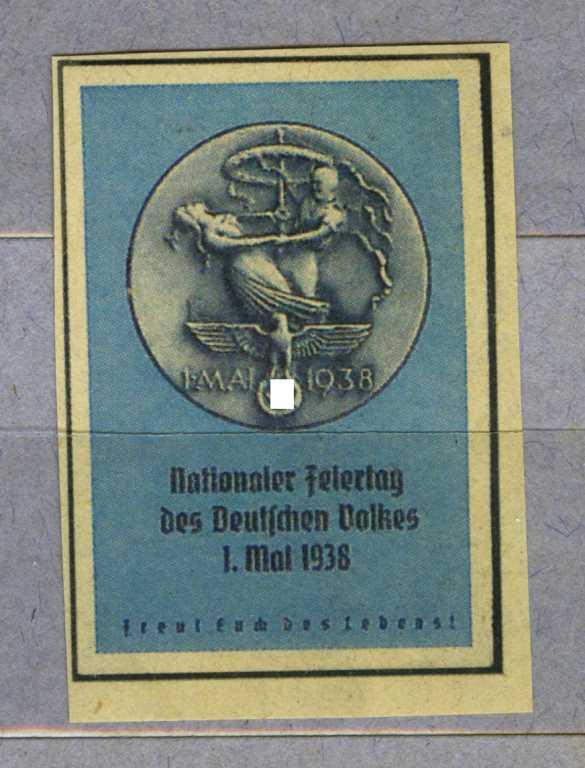 1·MAI 1938
Nationaler Feiertag
des Deutschen Volkes
1. Mai 1938
Freut Euch des Lebens!